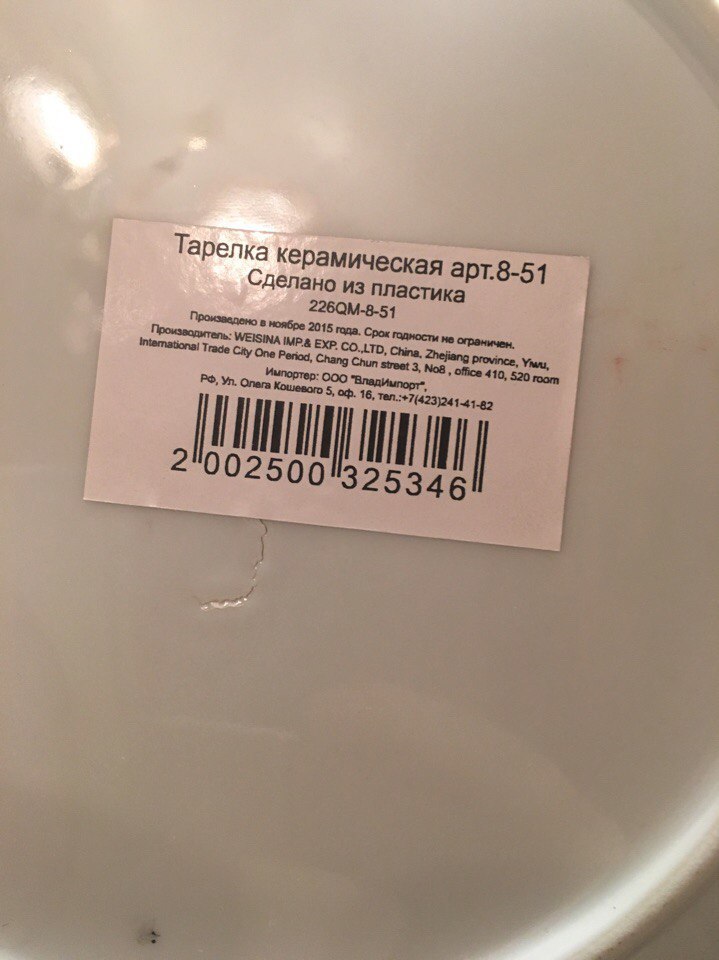 Тарелка керамическая арт.8-51
Сделано из пластика
226QM-8-51
Произведено в ноябре 2015 года. Срок годности не ограничен.
Производитель: WEISINA IMP.& EXP. CO.,LTD, China, Zhejiang province, Yiwu,
International Trade City One Period, Chang Chun street 3, No8 , office 410, 520 room
Импортер: ООО "ВладИмпорт",
РФ, Ул. Олега Кошевого 5, оф. 16, тел.:+7(423)241-41-82
2 002500 325346